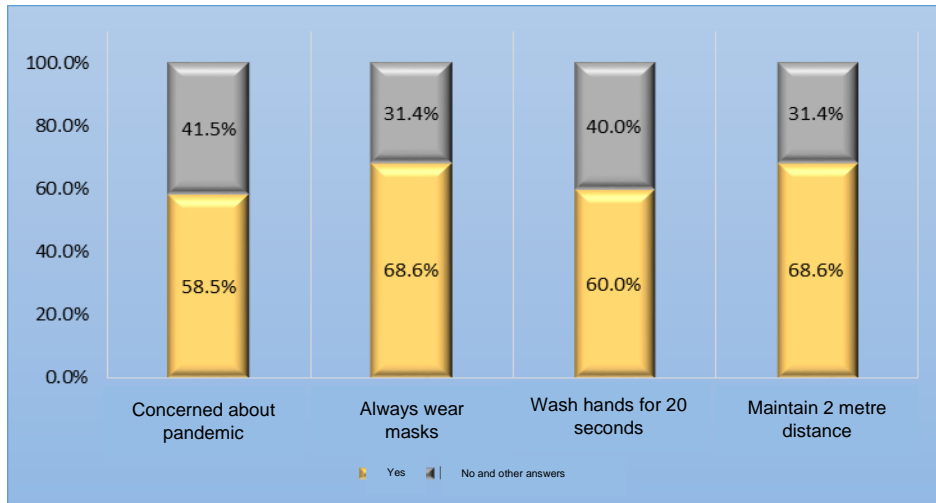 100.0%
80.0%
60.0%
40.0%
20.0%
0.0%
41.5%
31.4%
40.0%
31.4%
58.5%
68.6%
60.0%
68.6%
Concerned about
pandemic
Always wear
masks
Wash hands for 20
seconds
Maintain 2 metre
distance
Yes
No and other answers